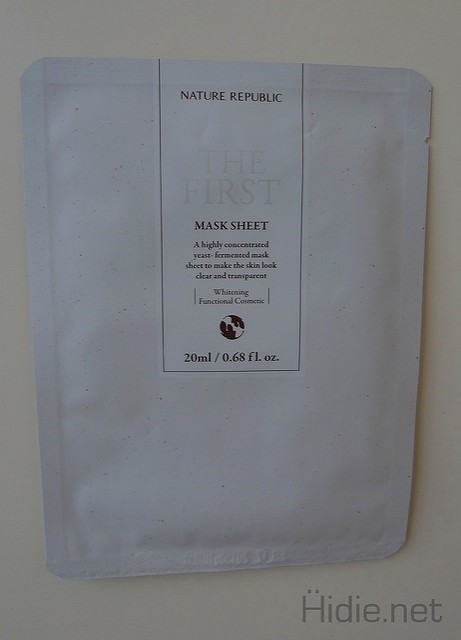 NATURE REPUBLIC
THE
FIRST
MASK SHEET
A highly concentrated
yeast- fermented mask
sheet to make the skin look
clear and transparent
Whitening
Functional Cosmetic
20ml / 0.68 fl. oz.
Hidie.net